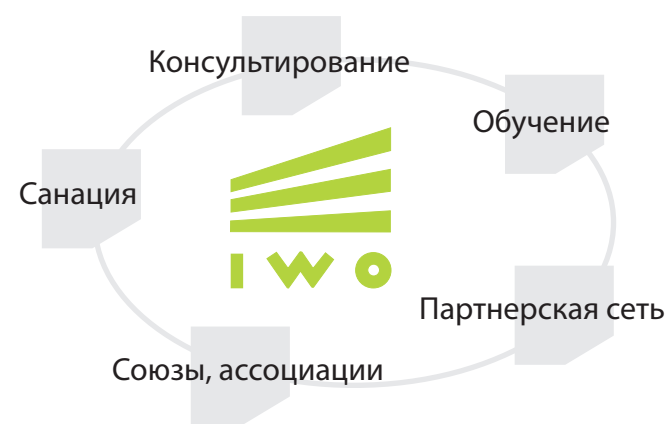 Консультирование
Обучение
Санация
IWO
Партнерская сеть
Союзы, ассоциации